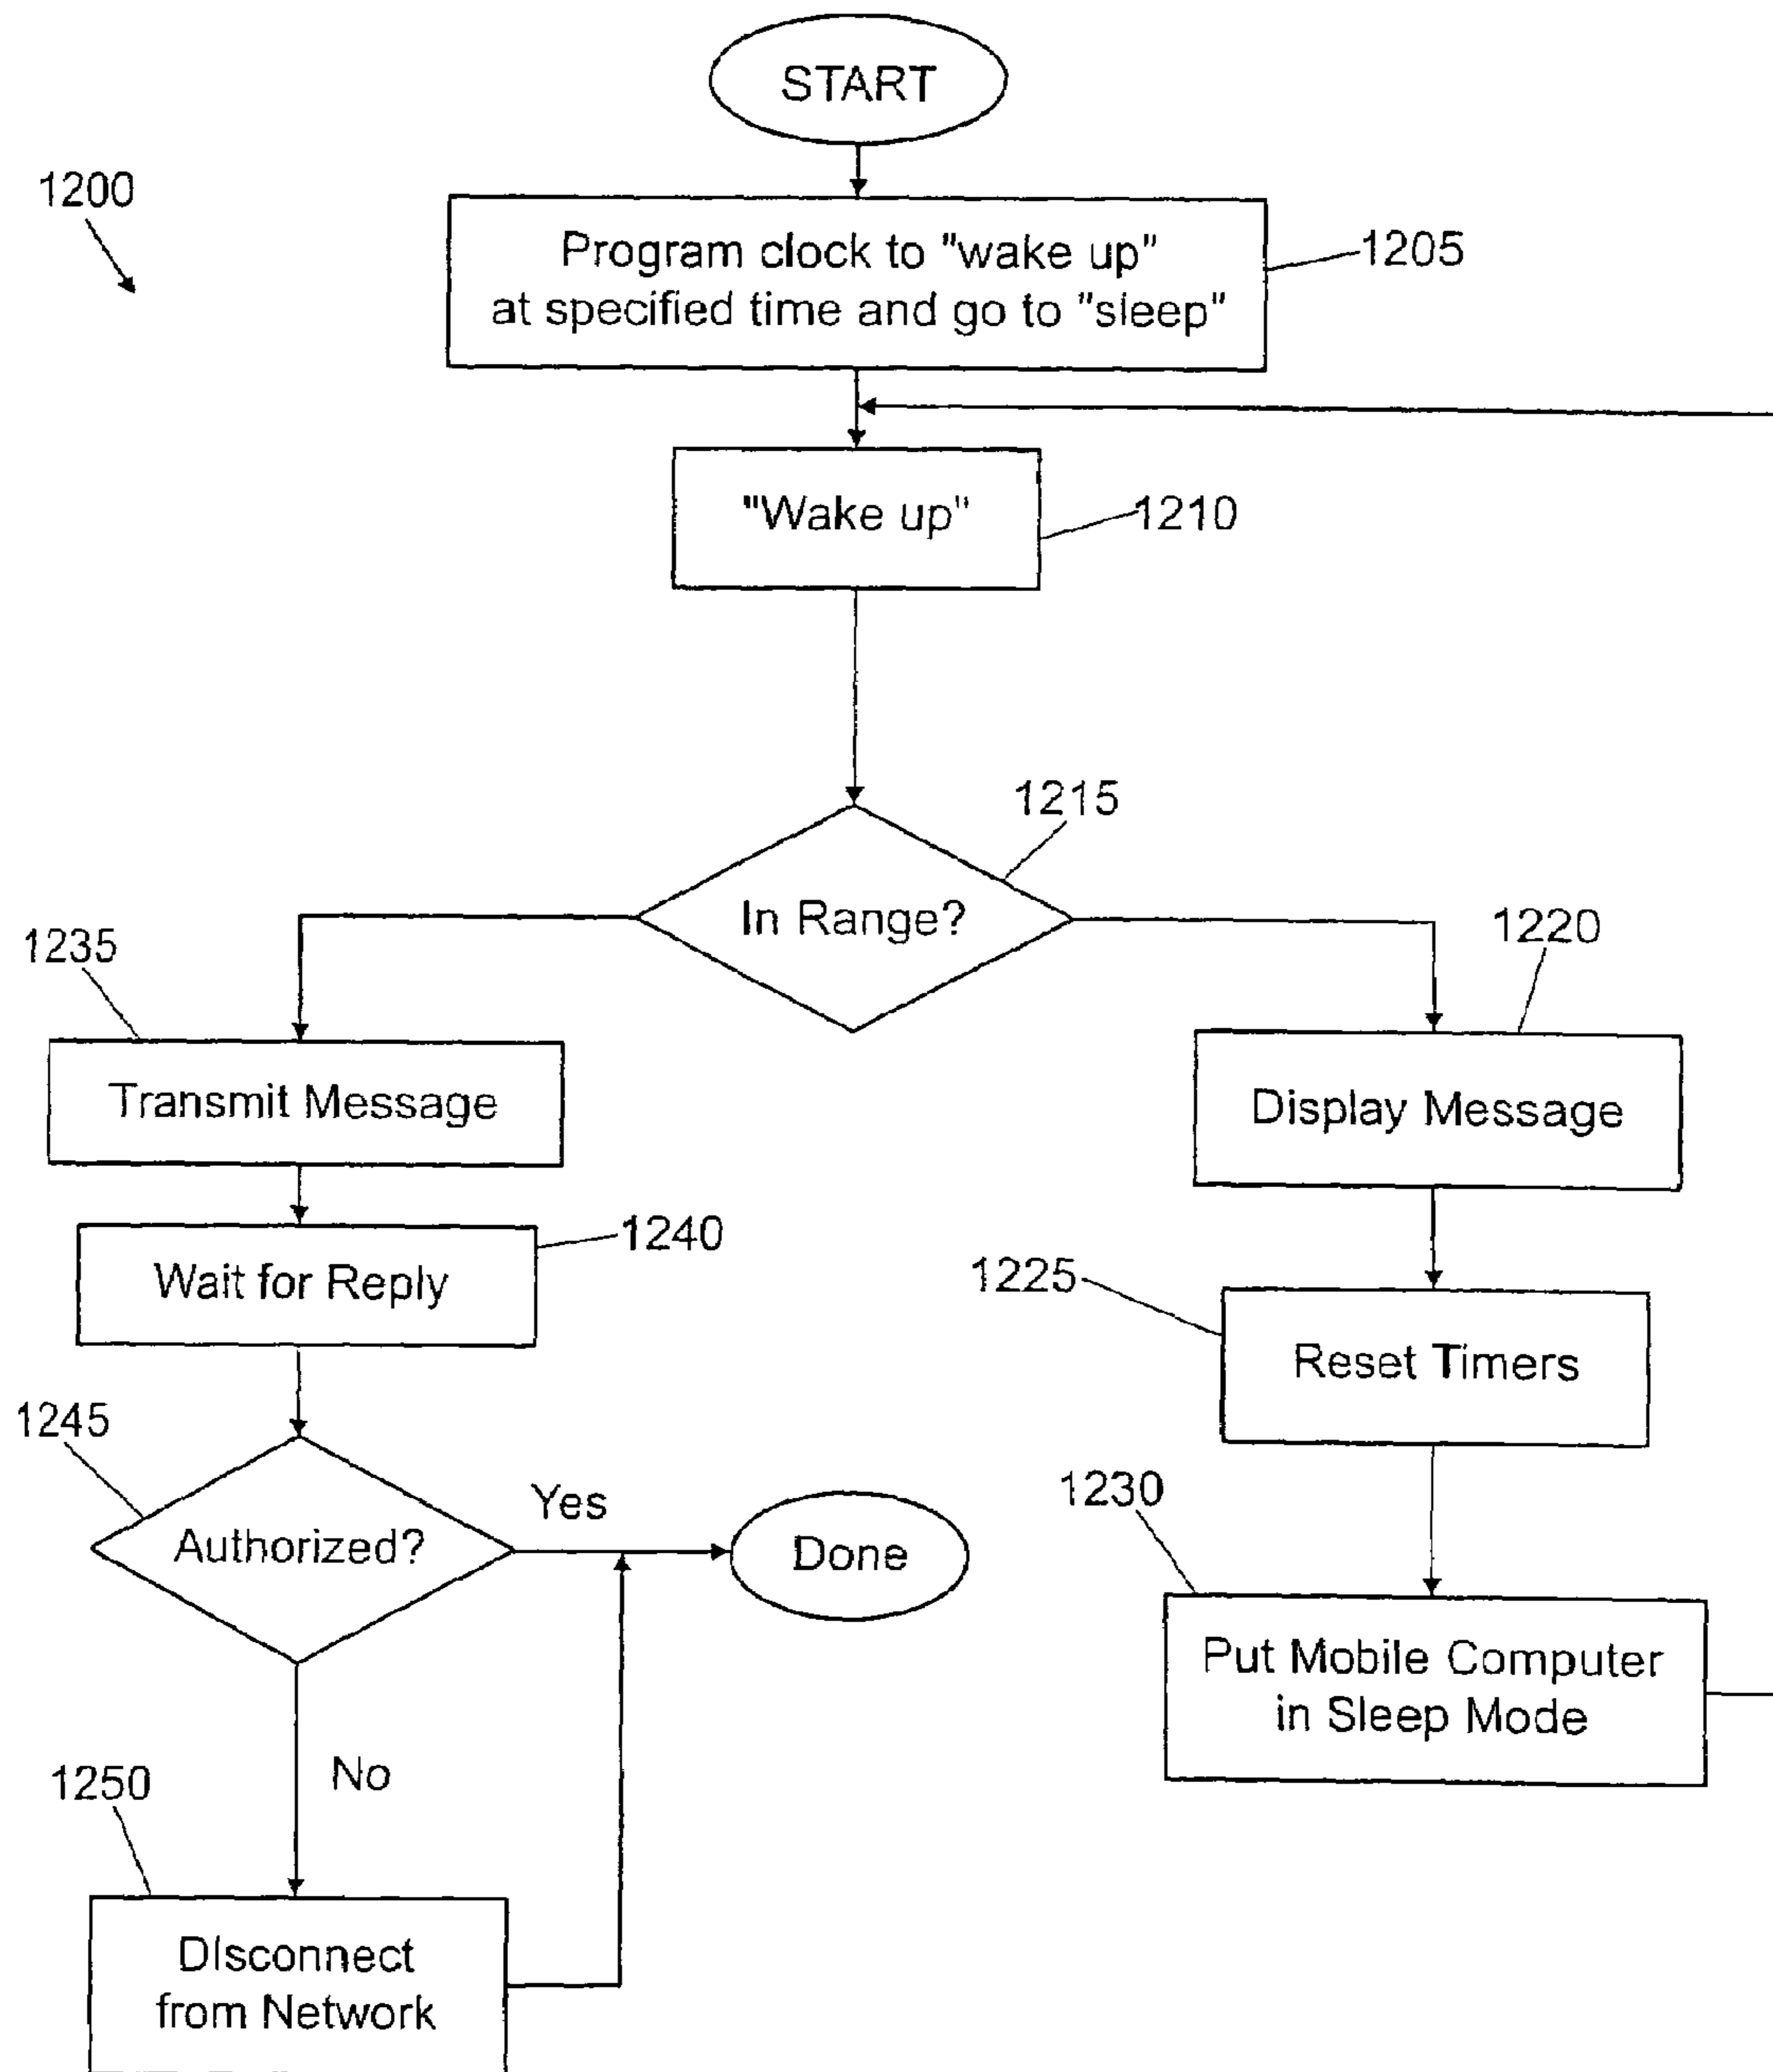 START
1200
Program clock to "wake up"
at specified time and go to "sleep"
1205
"Wake up"
1210
1215
In Range?
1235
1220
Transmit Message
Display Message
1240
Wait for Reply
1225
Reset Timers
1245
Yes
Authorized?
Done
1230
Put Mobile Computer
in Sleep Mode
No
1250
DIsconnect
from Network